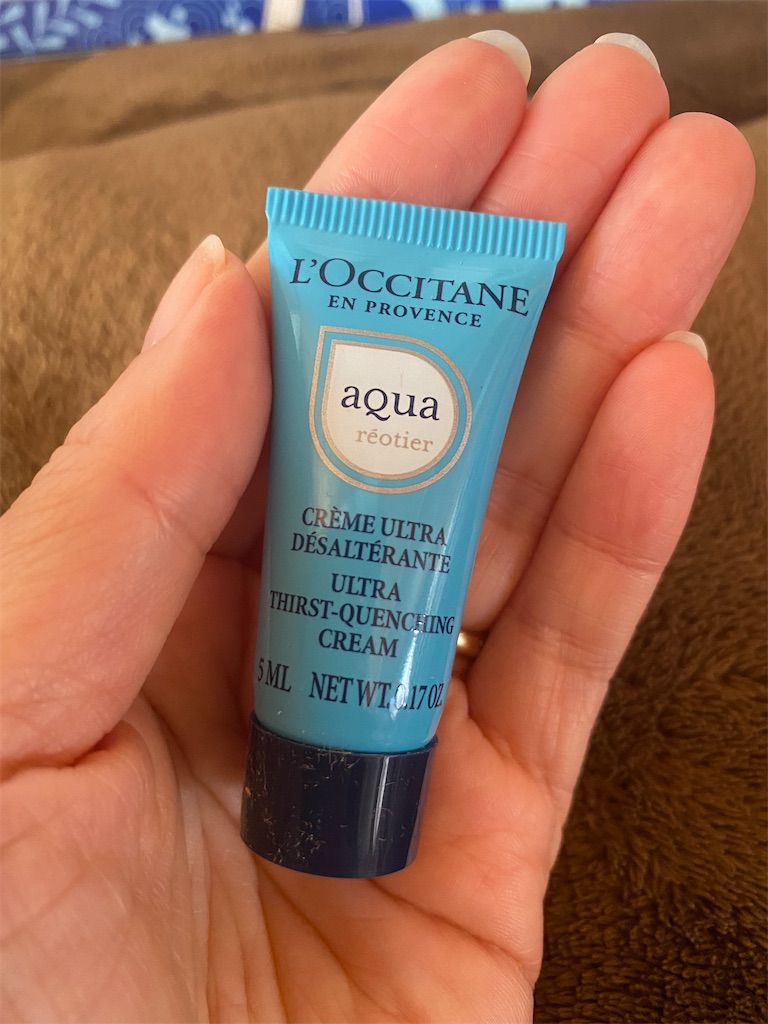 L'OCCITANE
EN PROVENCE
aqua
réotier
CRÈME ULTRA
DÉSALTÉRANTE
ULTRA
THIRST-QUENCHING
CREAM
5 ML NET WT. 0.17 OZ.